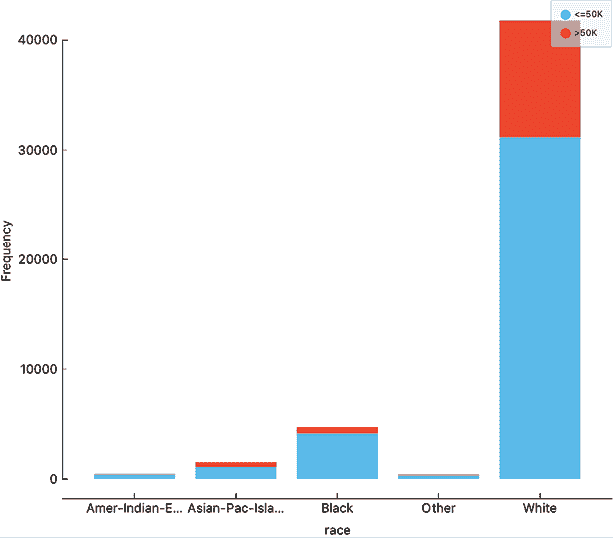 <=50K
>50K
40000
30000
20000
10000
0
Frequency
Amer-Indian-E... Asian-Pac-Isla... Black Other White
race